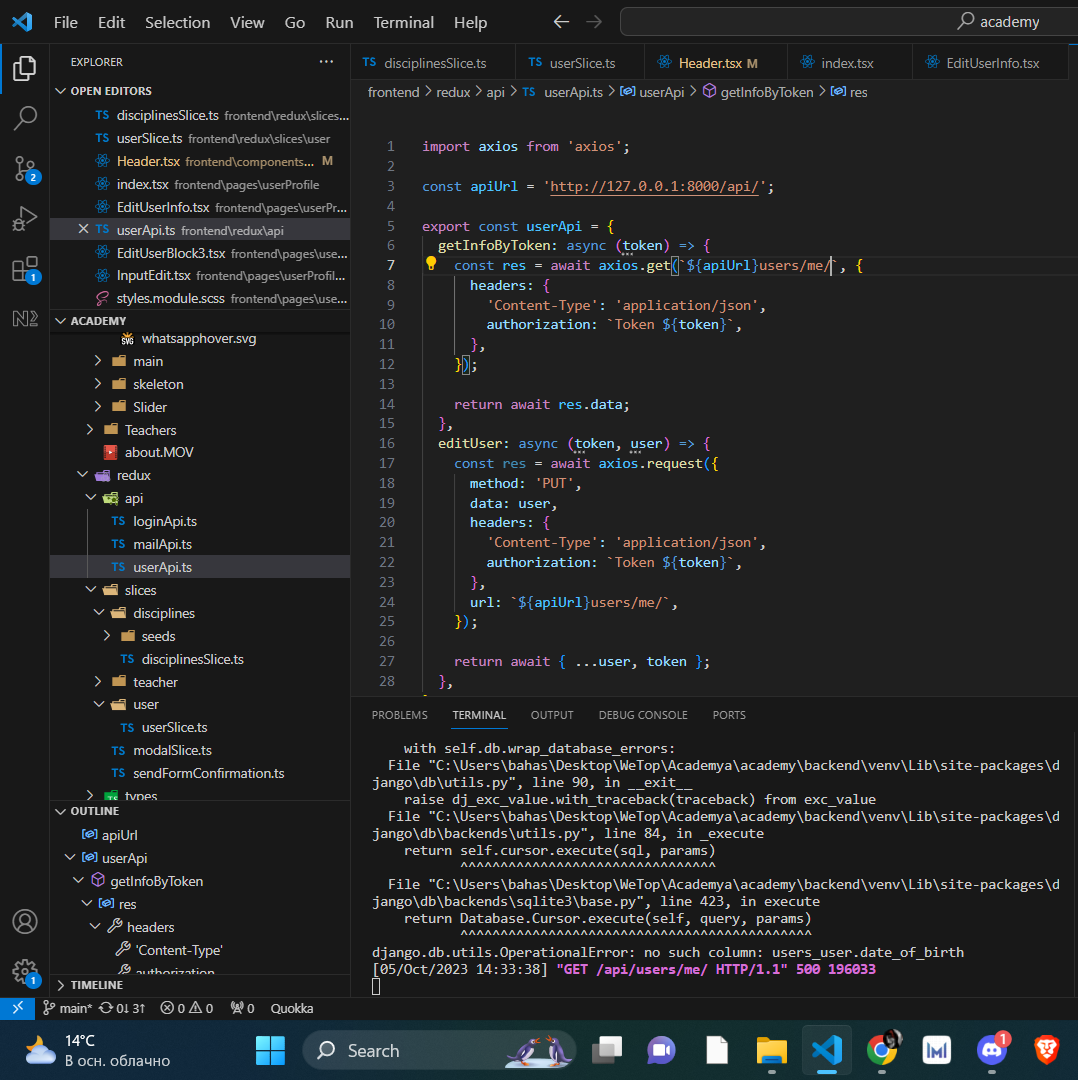 File Edit Selection View Go Run Terminal Help
academy
EXPLORER
OPEN EDITORS
TS disciplinesSlice.ts frontend\redux\slices...
TS userSlice.ts frontend\redux\slices\user
Header.tsx frontend\components... M
index.tsx frontend\pages\userProfile
EditUserInfo.tsx frontend\pages\userPr...
TS userApi.ts frontend\redux\api
EditUserBlock3.tsx frontend\pages\use...
InputEdit.tsx frontend\pages\userProfil...
styles.module.scss frontend\pages\use...
ACADEMY
whatsapphover.svg
main
skeleton
Slider
Teachers
about.MOV
redux
api
TS loginApi.ts
TS mailApi.ts
TS userApi.ts
slices
disciplines
seeds
TS disciplinesSlice.ts
teacher
user
TS userSlice.ts
TS modalSlice.ts
TS sendFormConfirmation.ts
types
OUTLINE
apiUrl
userApi
getInfoByToken
res
headers
'Content-Type'
authorization
TIMELINE
2
1
1
TS disciplinesSlice.ts TS userSlice.ts Header.tsx M index.tsx EditUserInfo.tsx
frontend > redux > api > TS userApi.ts > userApi > getInfoByToken > res
1 import axios from 'axios';
2
3 const apiUrl = 'http://127.0.0.1:8000/api/';
4
5 export const userApi = {
6 getInfoByToken: async (token) => {
7 const res = await axios.get(`${apiUrl}users/me/`, {
8 headers: {
9 'Content-Type': 'application/json',
10 authorization: `Token ${token}`,
11 },
12 });
13
14 return await res.data;
15 },
16 editUser: async (token, user) => {
17 const res = await axios.request({
18 method: 'PUT',
19 data: user,
20 headers: {
21 'Content-Type': 'application/json',
22 authorization: `Token ${token}`,
23 },
24 url: `${apiUrl}users/me/`,
25 });
26
27 return await { ...user, token };
28 },
PROBLEMS TERMINAL OUTPUT DEBUG CONSOLE PORTS
with self.db.wrap_database_errors:
File "C:\Users\bahas\Desktop\WeTop\Academya\academy\backend\venv\Lib\site-packages\d
jango\db\utils.py", line 90, in __exit__
raise dj_exc_value.with_traceback(traceback) from exc_value
File "C:\Users\bahas\Desktop\WeTop\Academya\academy\backend\venv\Lib\site-packages\d
jango\db\backends\utils.py", line 84, in _execute
return self.cursor.execute(sql, params)
^^^^^^^^^^^^^^^^^^^^^^^^^^^^^^^^
File "C:\Users\bahas\Desktop\WeTop\Academya\academy\backend\venv\Lib\site-packages\d
jango\db\backends\sqlite3\base.py", line 423, in execute
return Database.Cursor.execute(self, query, params)
^^^^^^^^^^^^^^^^^^^^^^^^^^^^^^^^^^^^^^^^^^^^
django.db.utils.OperationalError: no such column: users_user.date_of_birth
[05/Oct/2023 14:33:38] "GET /api/users/me/ HTTP/1.1" 500 196033
main* 0↓ 3↑ 0 0 0 Quokka
14°C
В осн. облачно
Search
1